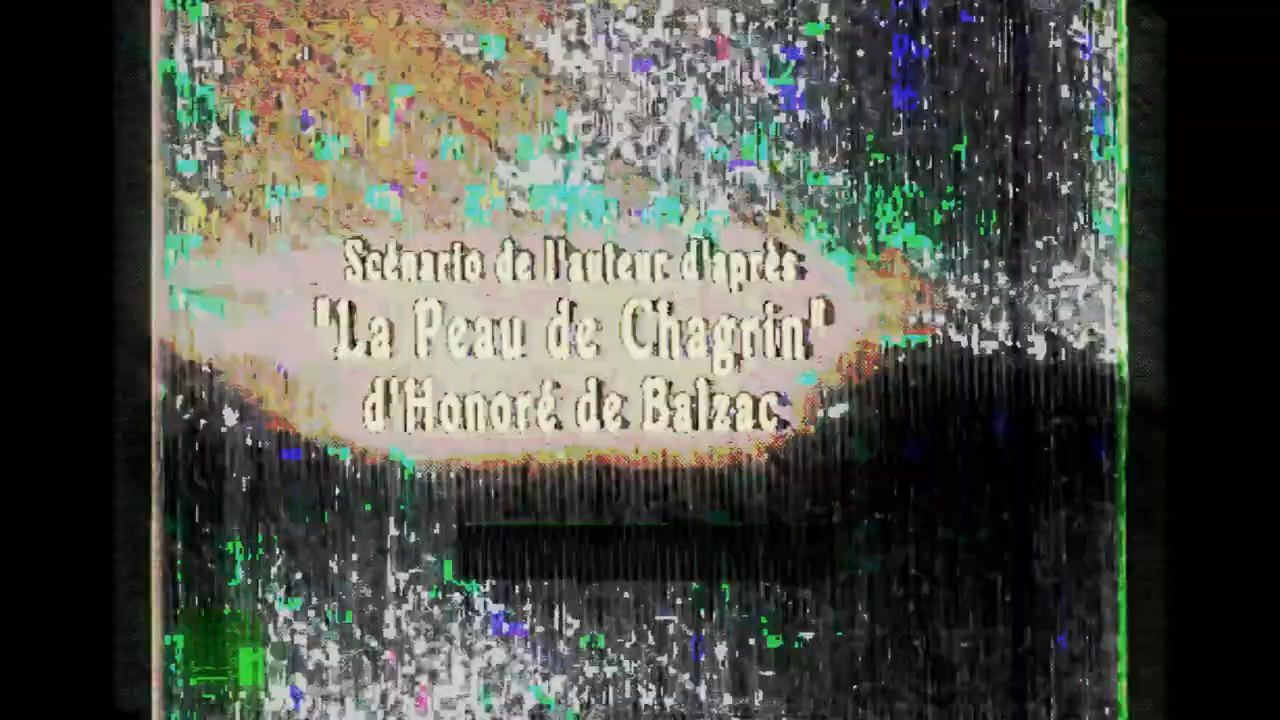 Scénario de l'auteur d'après
"La Peau de Chagrin"
d'Honoré de Balzac